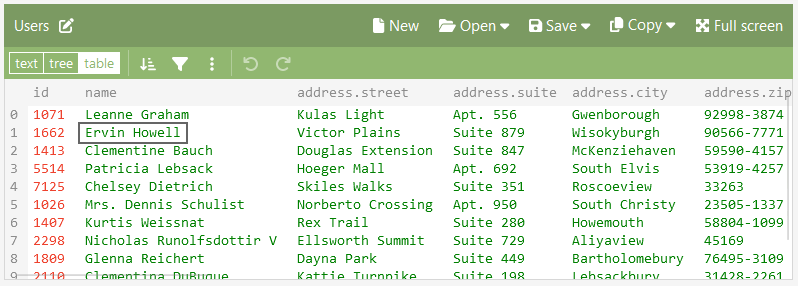 Users New Open Save Copy Full screen
text tree table
id name address.street address.suite address.city address.zip
0 1071 Leanne Graham Kulas Light Apt. 556 Gwenborough 92998-3874
1 1662 Ervin Howell Victor Plains Suite 879 Wisokyburgh 90566-7771
2 1413 Clementine Bauch Douglas Extension Suite 847 McKenziehaven 59590-4157
3 5514 Patricia Lebsack Hoeger Mall Apt. 692 South Elvis 53919-4257
4 7125 Chelsey Dietrich Skiles Walks Suite 351 Roscoeview 33263
5 1026 Mrs. Dennis Schulist Norberto Crossing Apt. 950 South Christy 23505-1337
6 1407 Kurtis Weissnat Rex Trail Suite 280 Howemouth 58804-1099
7 2298 Nicholas Runolfsdottir V Ellsworth Summit Suite 729 Aliyaview 45169
8 1809 Glenna Reichert Dayna Park Suite 449 Bartholomebury 76495-3109
9 2110 Clementina DuBuque Kattie Turnpike Suite 198 Lebsackbury 31428-2261